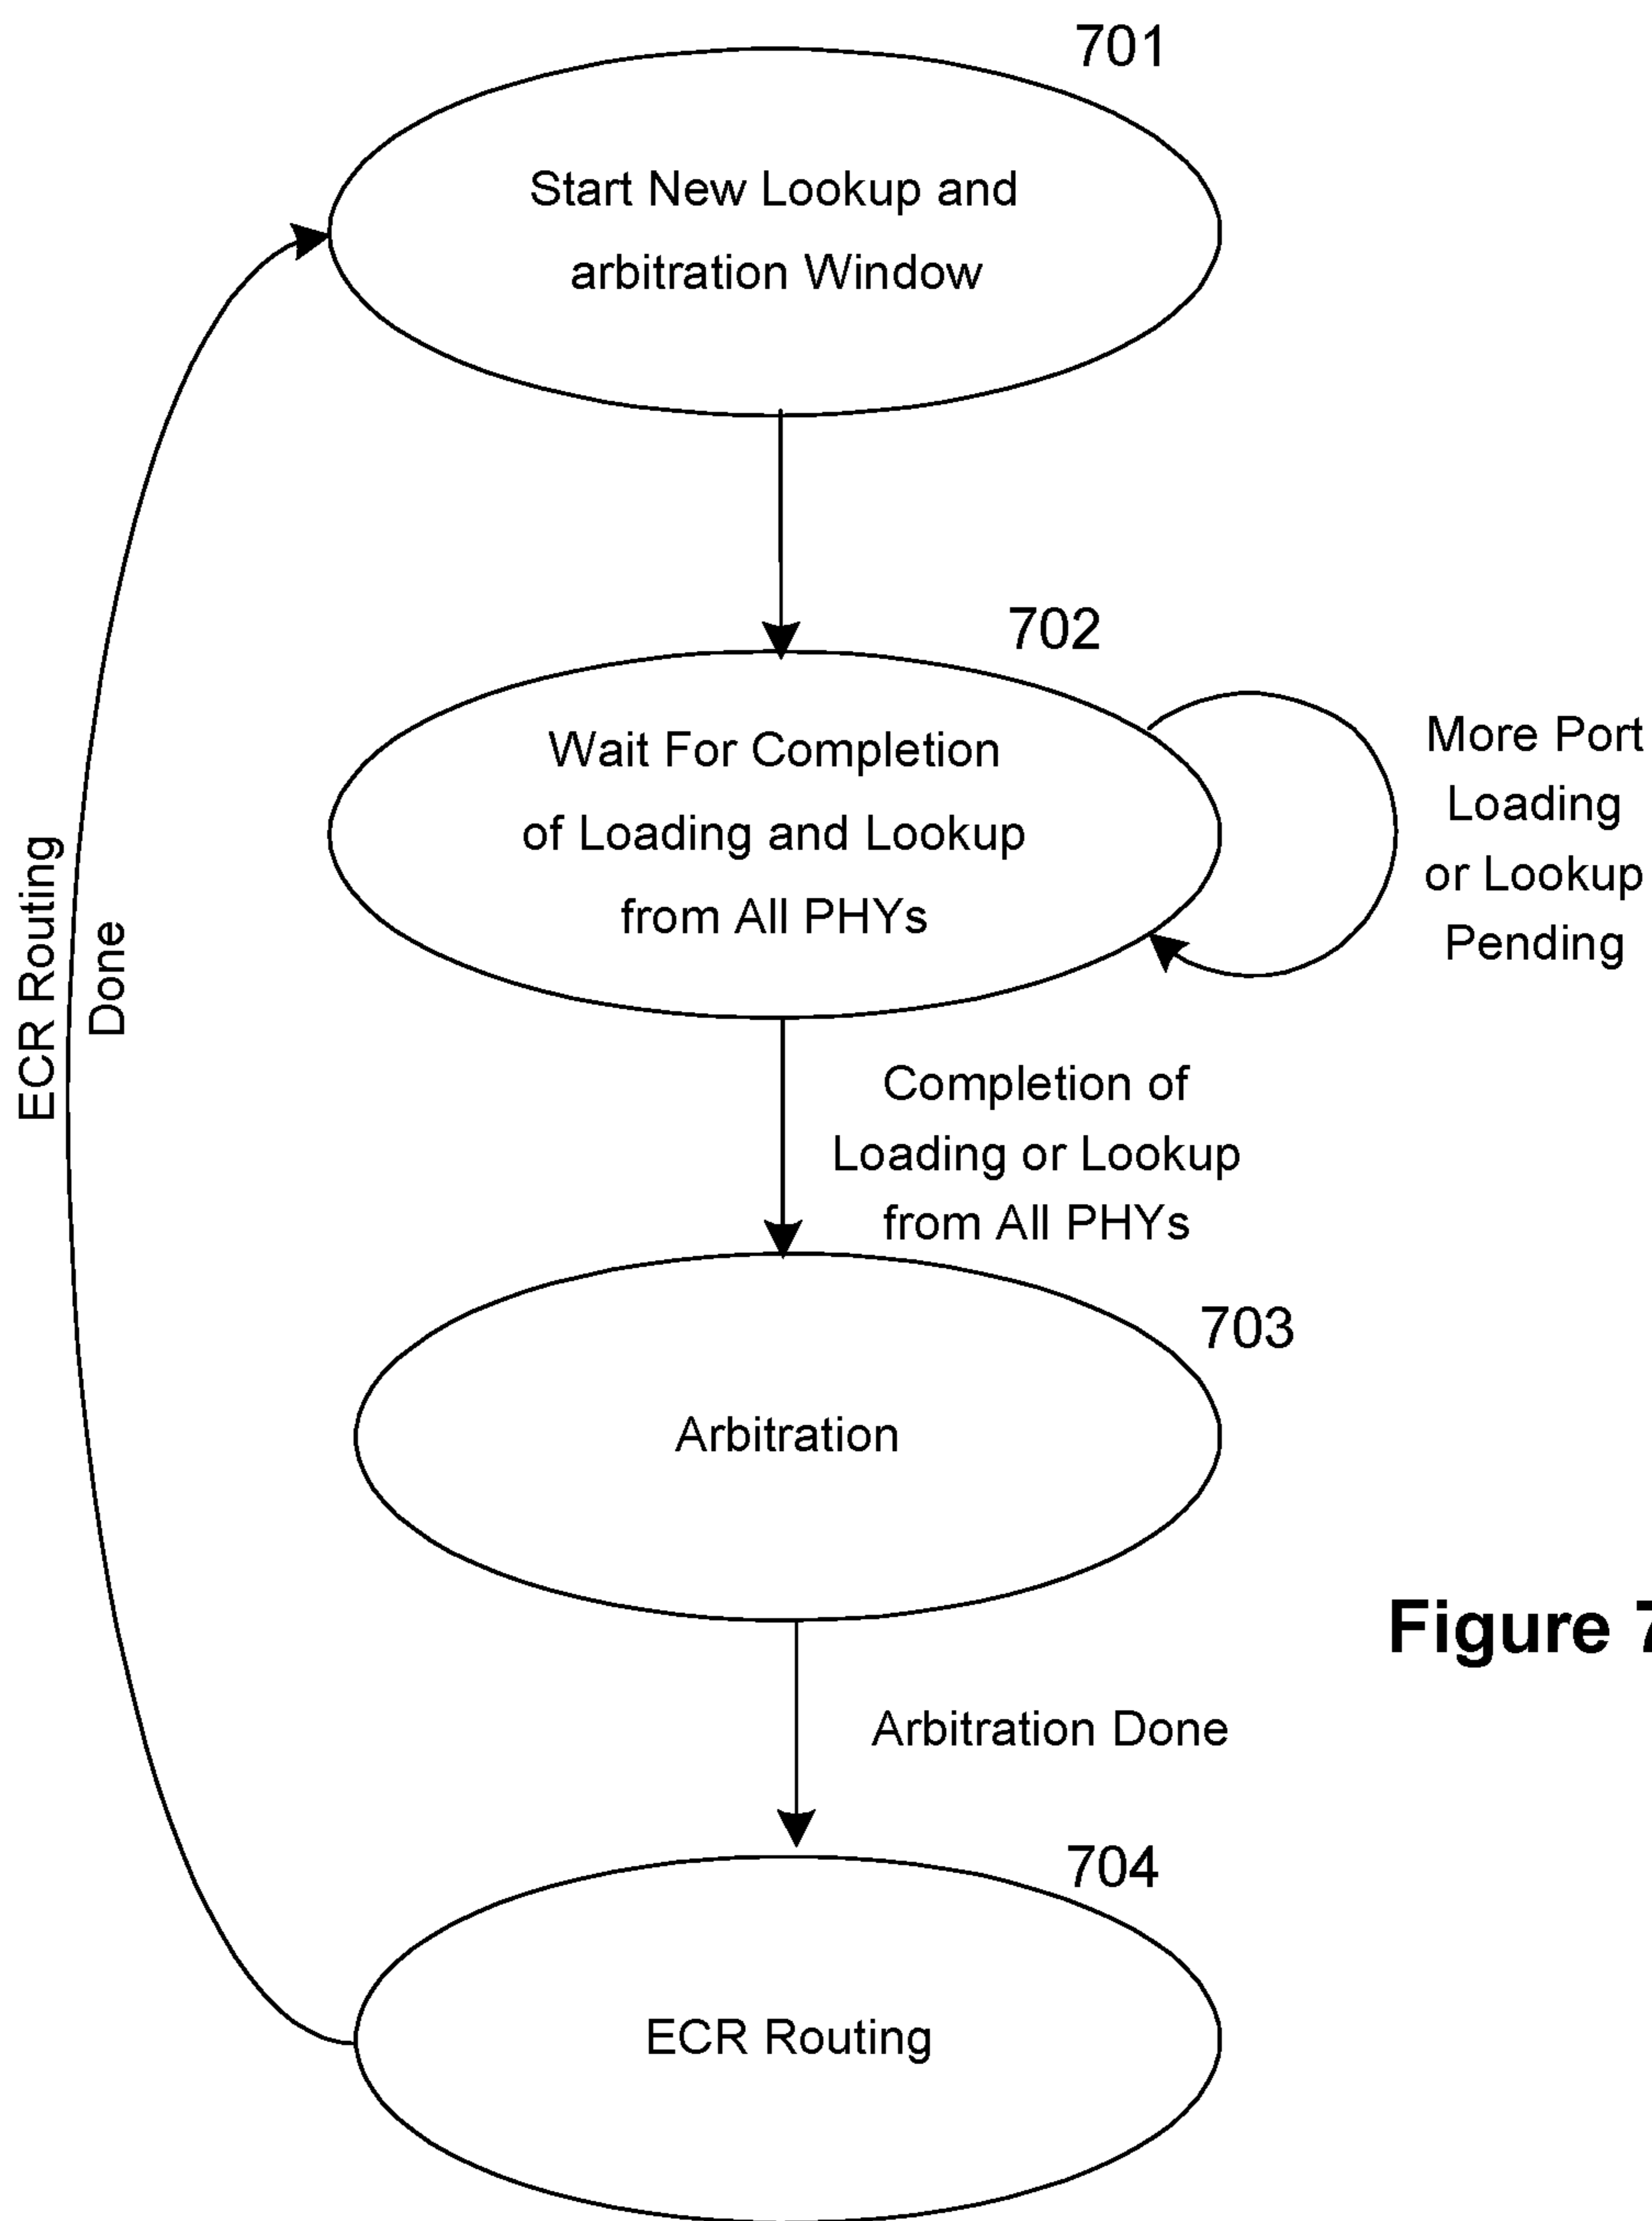 701
Start New Lookup and
arbitration Window
702
Wait For Completion
of Loading and Lookup
from All PHYs
More Port
Loading
or Lookup
Pending
ECR Routing
Done
Completion of
Loading or Lookup
from All PHYs
703
Arbitration
Figure 7
Arbitration Done
704
ECR Routing